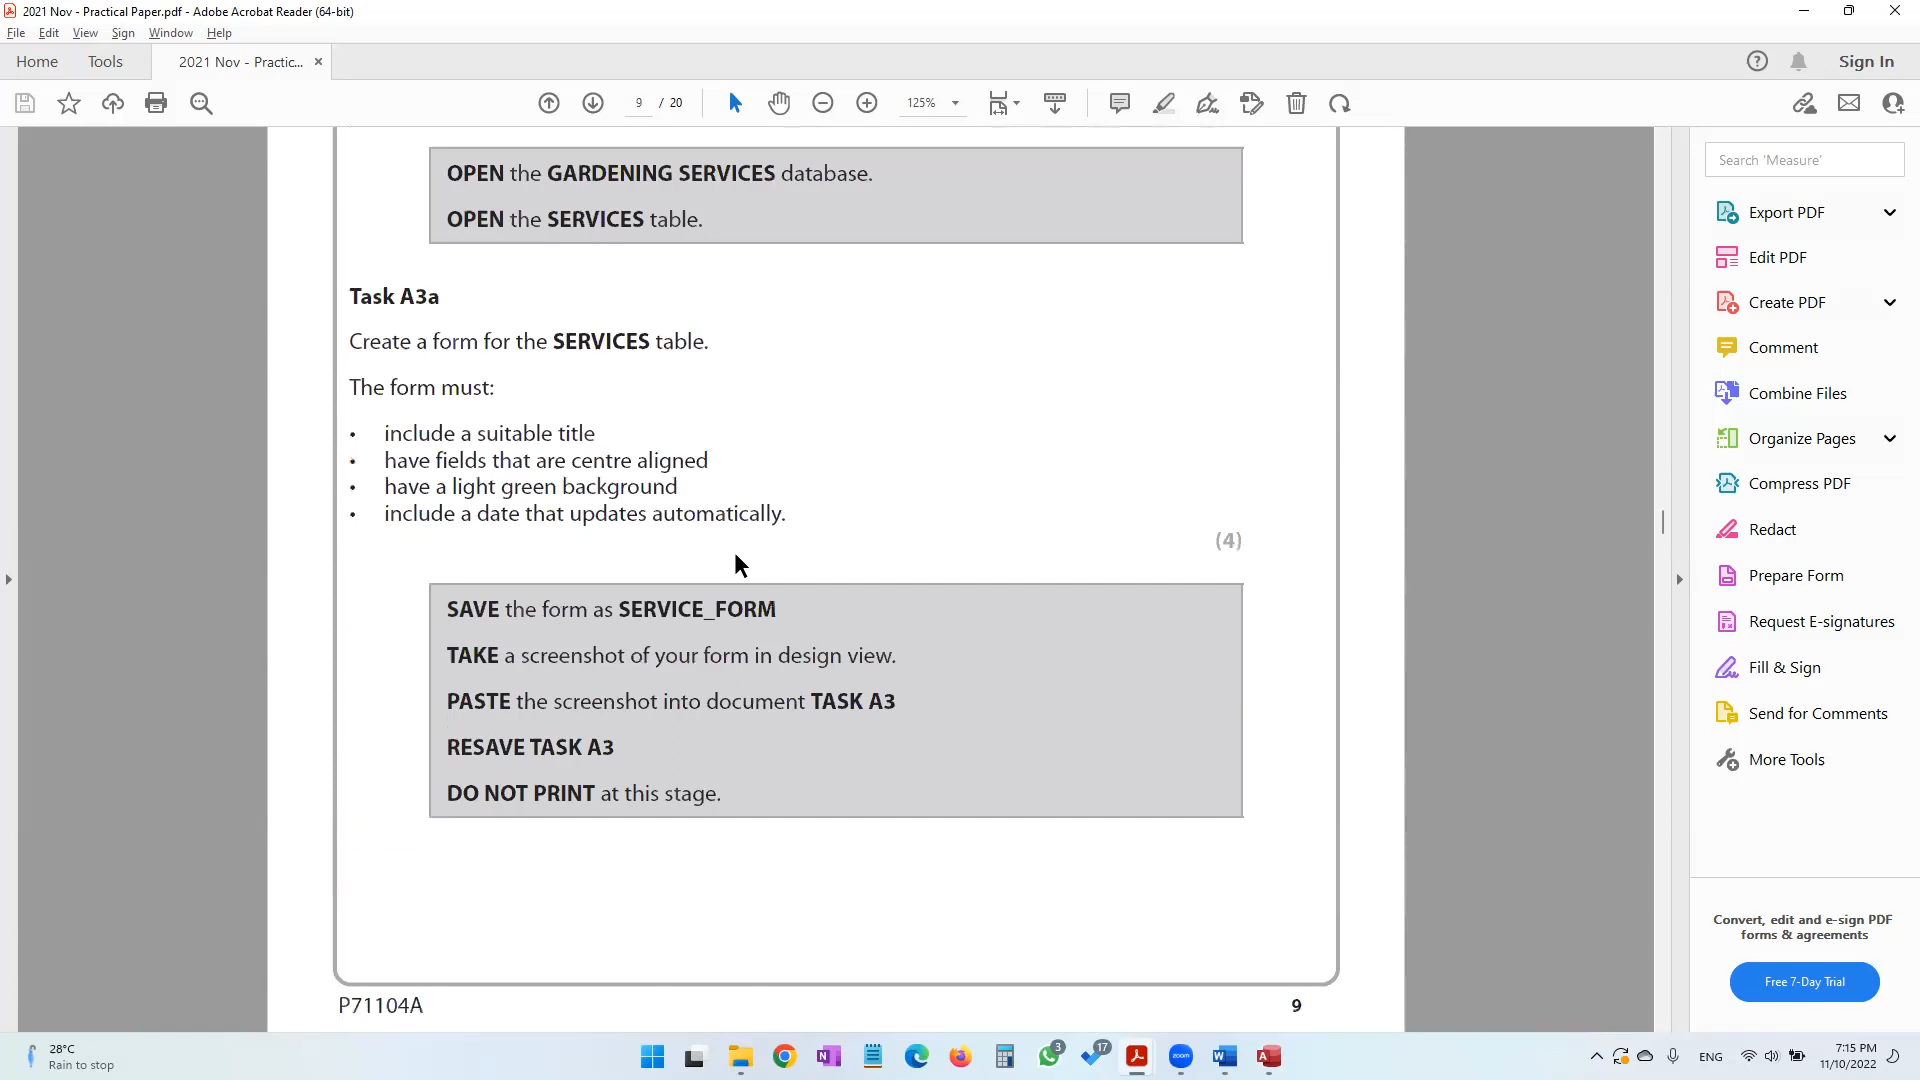 2021 Nov - Practical Paper.pdf - Adobe Acrobat Reader (64-bit)
File Edit View Sign Window Help
Home Tools 2021 Nov - Practic... × Sign In
9 / 20 125%
OPEN the GARDENING SERVICES database.
OPEN the SERVICES table.
Task A3a
Create a form for the SERVICES table.
The form must:
• include a suitable title
• have fields that are centre aligned
• have a light green background
• include a date that updates automatically.
(4)
SAVE the form as SERVICE_FORM
TAKE a screenshot of your form in design view.
PASTE the screenshot into document TASK A3
RESAVE TASK A3
DO NOT PRINT at this stage.
P71104A 9
Search 'Measure'
Export PDF
Edit PDF
Create PDF
Comment
Combine Files
Organize Pages
Compress PDF
Redact
Prepare Form
Request E-signatures
Fill & Sign
Send for Comments
More Tools
Convert, edit and e-sign PDF
forms & agreements
Free 7-Day Trial
28°C
Rain to stop
3
17
zoom
ENG
7:15 PM
11/10/2022